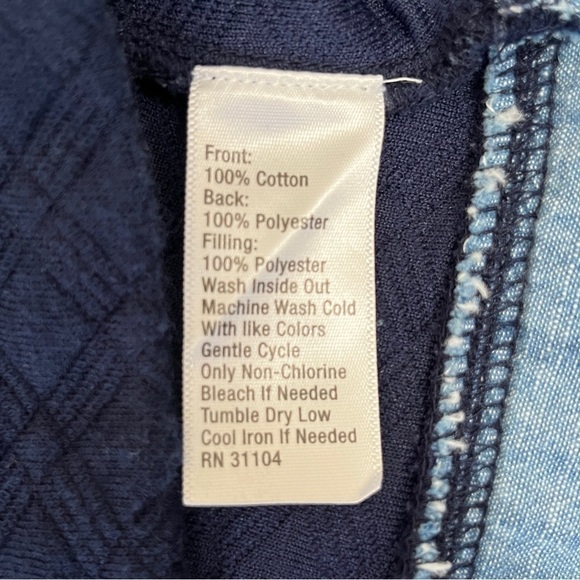 Front:
100% Cotton
Back:
100% Polyester
Filling:
100% Polyester
Wash Inside Out
Machine Wash Cold
With like Colors
Gentle Cycle
Only Non-Chlorine
Bleach If Needed
Tumble Dry Low
Cool Iron If Needed
RN 31104